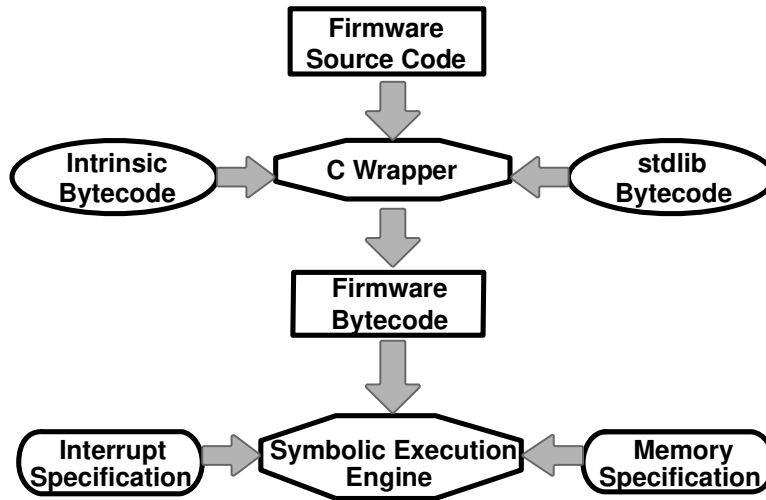 Firmware
Source Code
Intrinsic
Bytecode
C Wrapper
stdlib
Bytecode
Firmware
Bytecode
Interrupt
Specification
Symbolic Execution
Engine
Memory
Specification